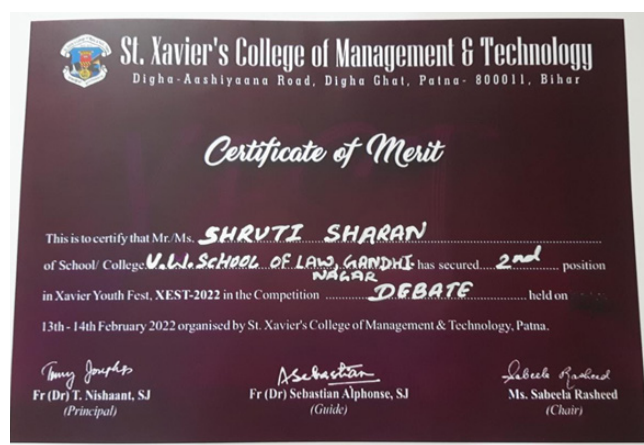 St. Xavier's College of Management & Technology
Digha-Aashiyaana Road, Digha Ghat, Patna- 800011, Bihar
Certificate of Merit
This is to certify that Mr./Ms. SHRUTI SHARAN
of School/ College U.W. SCHOOL OF LAW, GANDHI NAGAR has secured 2nd position
in Xavier Youth Fest, XEST-2022 in the Competition DEBATE held on
13th - 14th February 2022 organised by St. Xavier's College of Management & Technology, Patna.
Fr (Dr) T. Nishaant, SJ Fr (Dr) Sebastian Alphonse, SJ Ms. Sabeela Rasheed
(Principal) (Guide) (Chair)